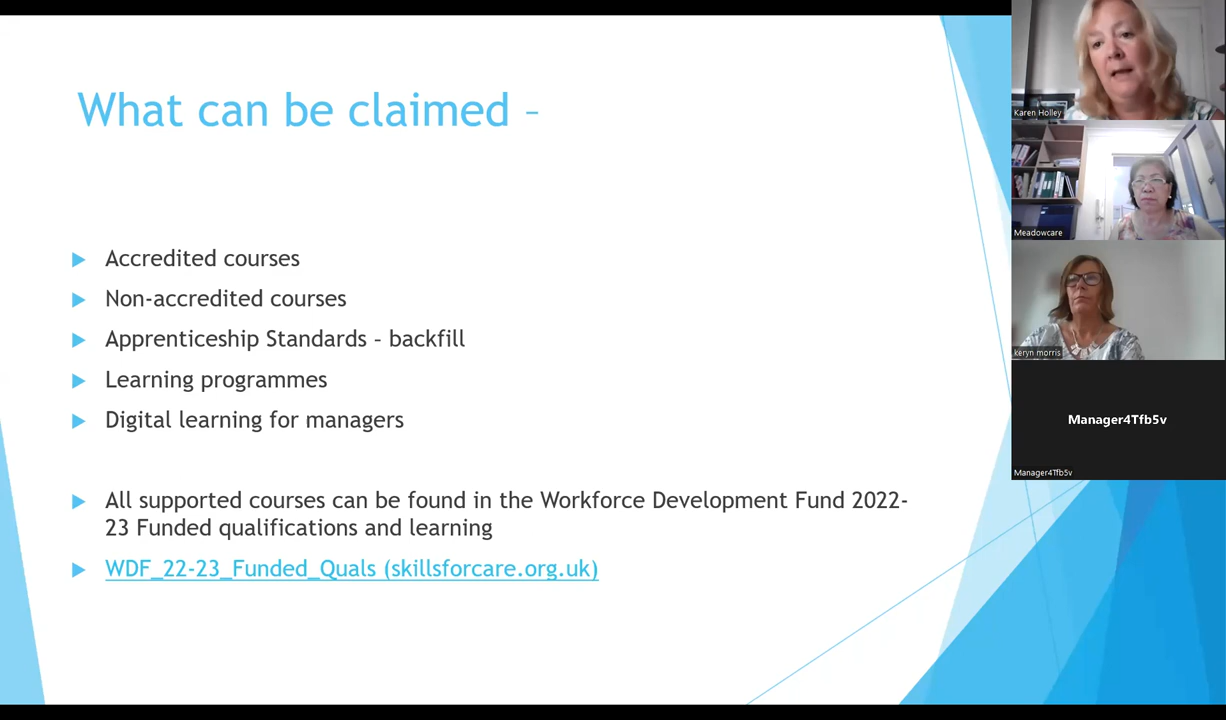 What can be claimed –
Accredited courses
Non-accredited courses
Apprenticeship Standards – backfill
Learning programmes
Digital learning for managers
All supported courses can be found in the Workforce Development Fund 2022-
23 Funded qualifications and learning
WDF_22-23_Funded_Quals (skillsforcare.org.uk)
Karen Holley
Meadowcare
keryn morris
Manager4Tfb5v
Manager4Tfb5v